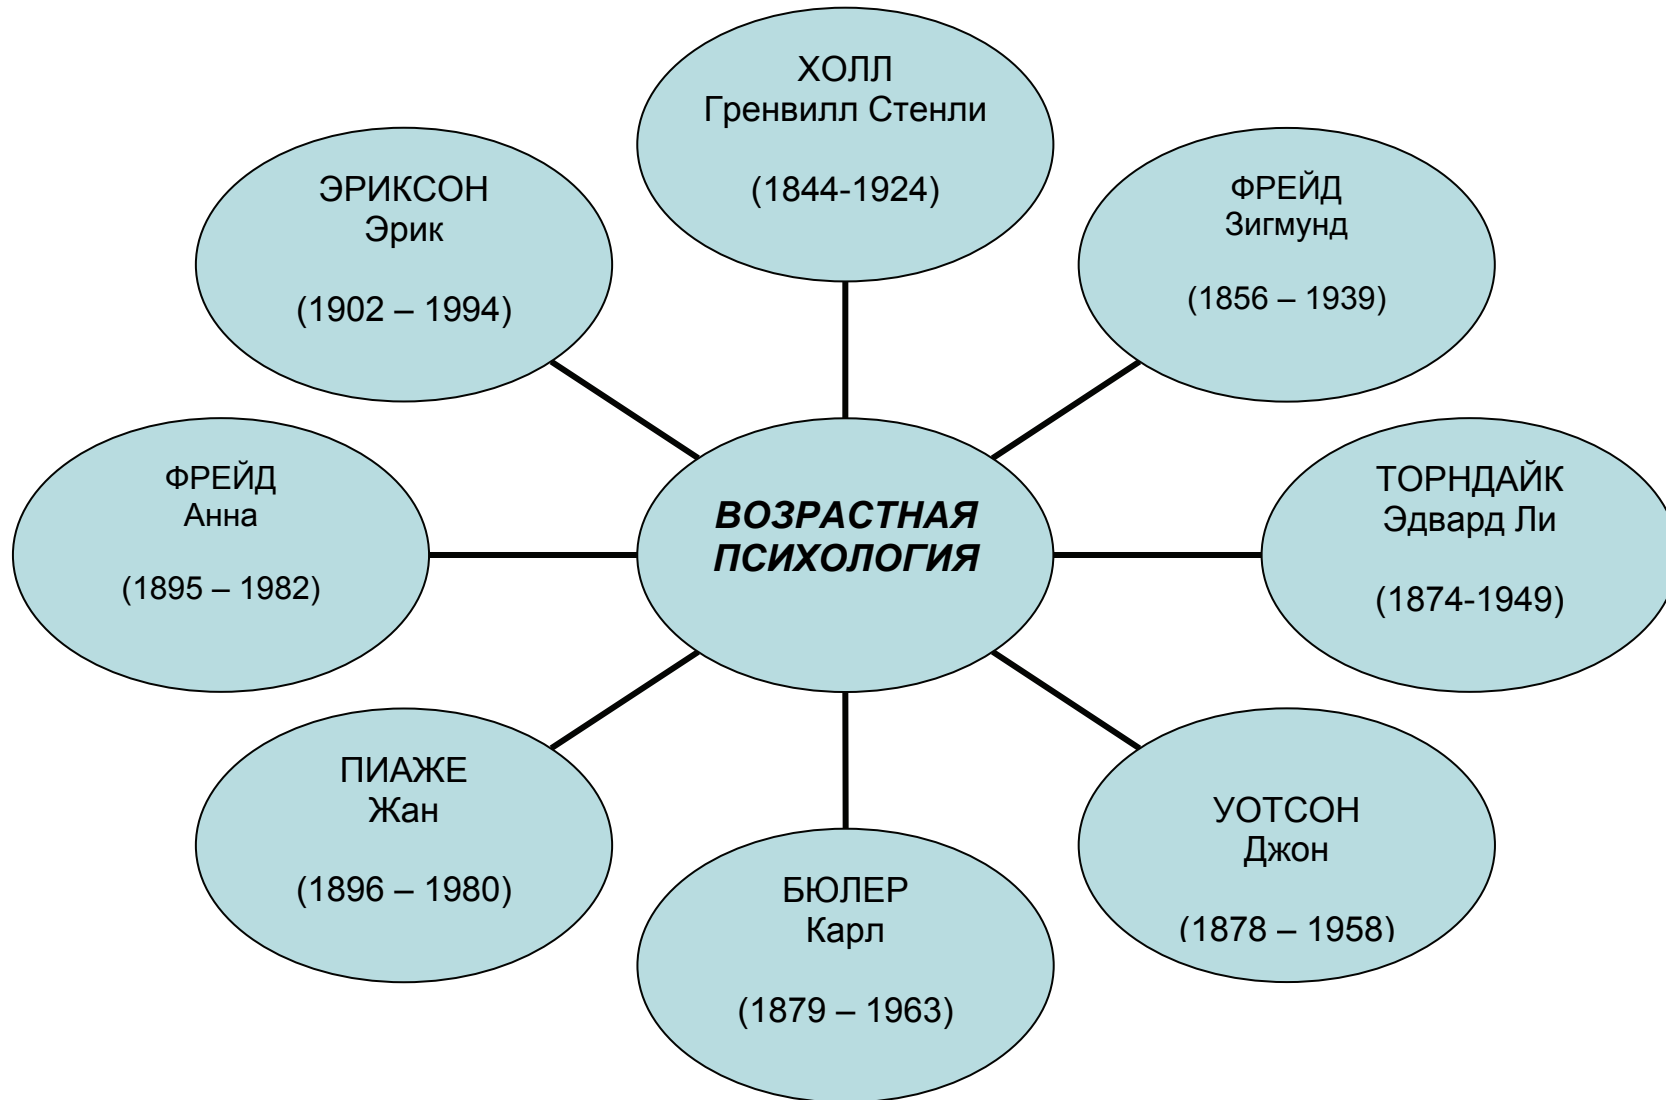 ХОЛЛ
Гренвилл Стенли
(1844-1924)
ЭРИКСОН
Эрик
(1902 – 1994)
ФРЕЙД
Зигмунд
(1856 – 1939)
ФРЕЙД
Анна
(1895 – 1982)
ВОЗРАСТНАЯ
ПСИХОЛОГИЯ
ТОРНДАЙК
Эдвард Ли
(1874-1949)
ПИАЖЕ
Жан
(1896 – 1980)
БЮЛЕР
Карл
(1879 – 1963)
УОТСОН
Джон
(1878 – 1958)